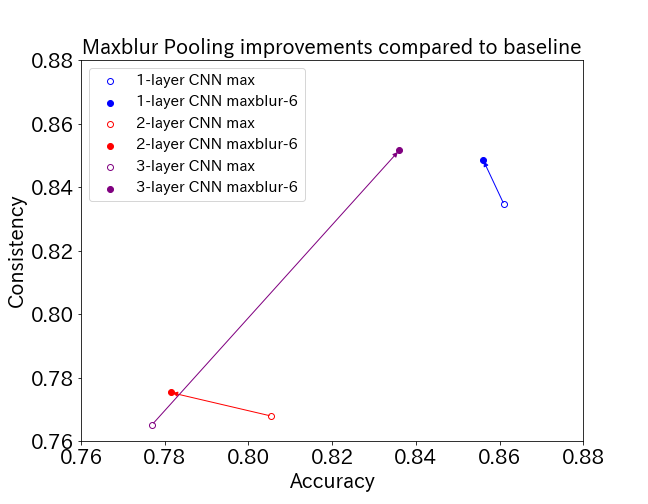 Maxblur Pooling improvements compared to baseline
0.88
0.86
0.84
0.82
0.80
0.78
0.76
Consistency
1-layer CNN max
1-layer CNN maxblur-6
2-layer CNN max
2-layer CNN maxblur-6
3-layer CNN max
3-layer CNN maxblur-6
0.76 0.78 0.80 0.82 0.84 0.86 0.88
Accuracy